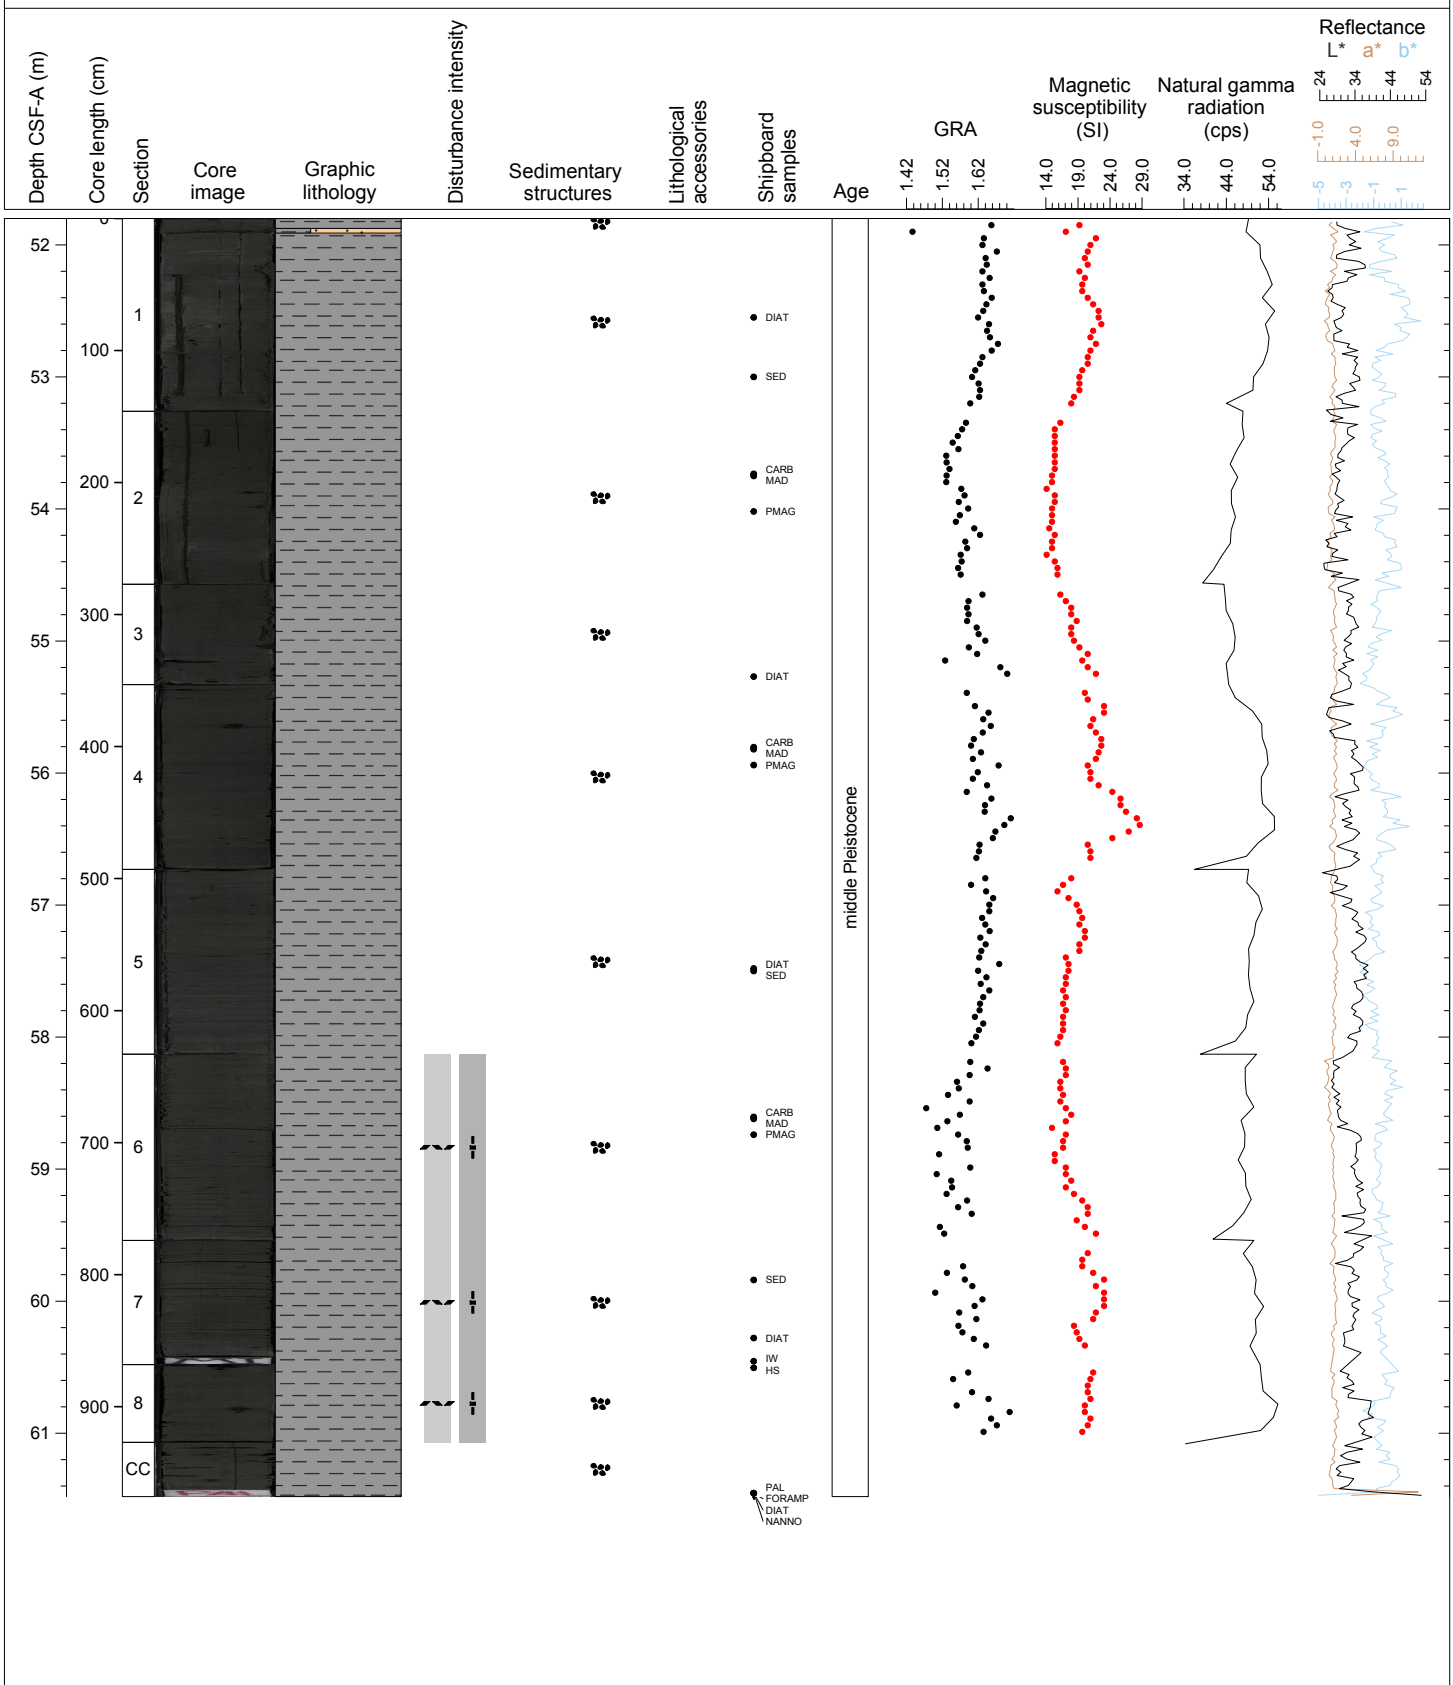 Depth CSF-A (m)
Core length (cm)
Section
Core
image
Graphic
lithology
Disturbance intensity
Sedimentary
structures
Lithological
accessories
Shipboard
samples
Age
GRA
1.42
1.52
1.62
Magnetic
susceptibility
(SI)
14.0
19.0
24.0
29.0
Natural gamma
radiation
(cps)
34.0
44.0
54.0
Reflectance
L* a* b*
24
34
44
54
-1.0
4.0
9.0
-5
-3
-1
1
52
53
54
55
56
57
58
59
60
61
0
100
200
300
400
500
600
700
800
900
1
2
3
4
5
6
7
8
CC
DIAT
SED
CARB
MAD
PMAG
DIAT
CARB
MAD
PMAG
DIAT
SED
CARB
MAD
PMAG
SED
DIAT
IW
HS
PAL
FORAMP
DIAT
NANNO
middle Pleistocene